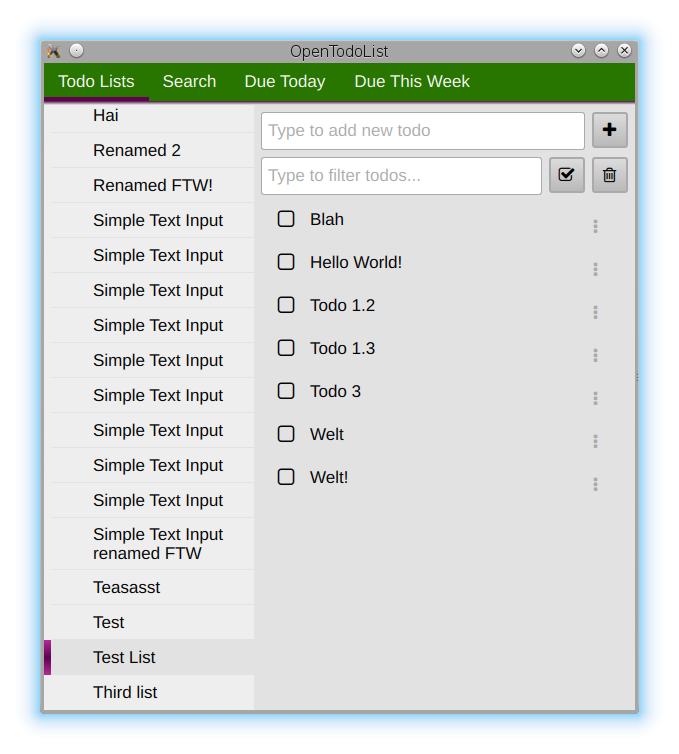 OpenTodoList
Todo Lists Search Due Today Due This Week
Hai
Renamed 2
Renamed FTW!
Simple Text Input
Simple Text Input
Simple Text Input
Simple Text Input
Simple Text Input
Simple Text Input
Simple Text Input
Simple Text Input
Simple Text Input
Simple Text Input
renamed FTW
Teasasst
Test
Test List
Third list
Type to add new todo
Type to filter todos...
Blah
Hello World!
Todo 1.2
Todo 1.3
Todo 3
Welt
Welt!